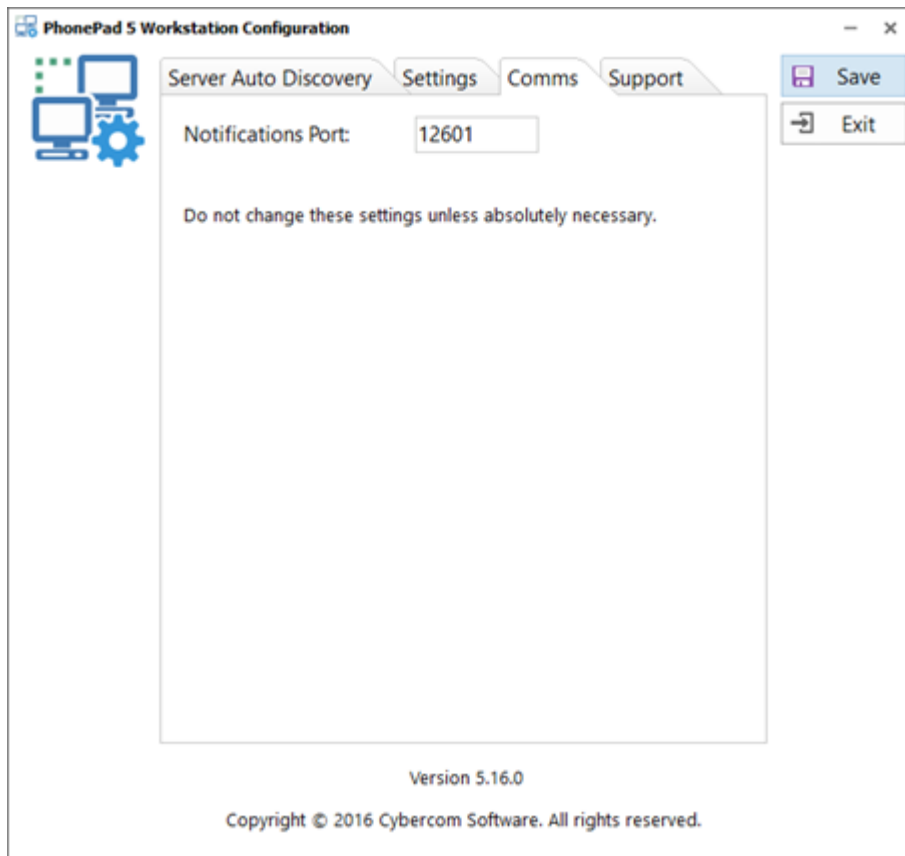 PhonePad 5 Workstation Configuration
Server Auto Discovery Settings Comms Support
Save
Exit
Notifications Port: 12601
Do not change these settings unless absolutely necessary.
Version 5.16.0
Copyright © 2016 Cybercom Software. All rights reserved.